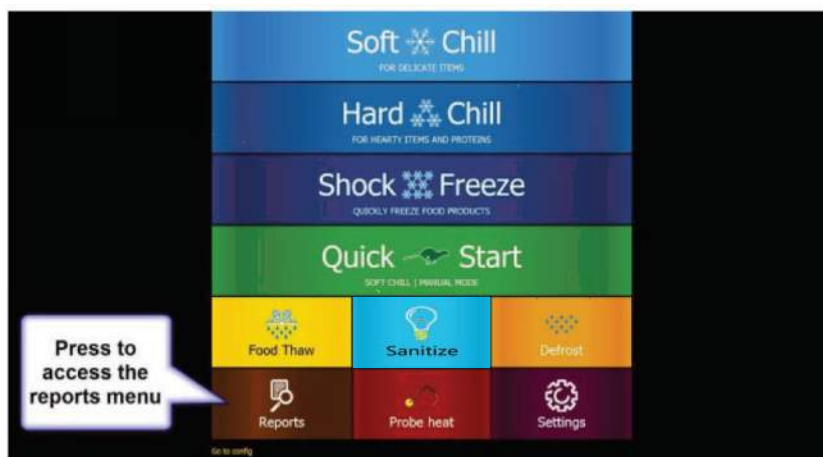 Soft Chill
FOR DELICATE ITEMS
Hard Chill
FOR HEARTY ITEMS AND PROTEINS
Shock Freeze
QUICKLY FREEZE FOOD PRODUCTS
Quick Start
SOFT CHILL | MANUAL MODE
Food Thaw
Sanitize
Defrost
Press to
access the
reports menu
Reports
Probe heat
Settings
Go to config